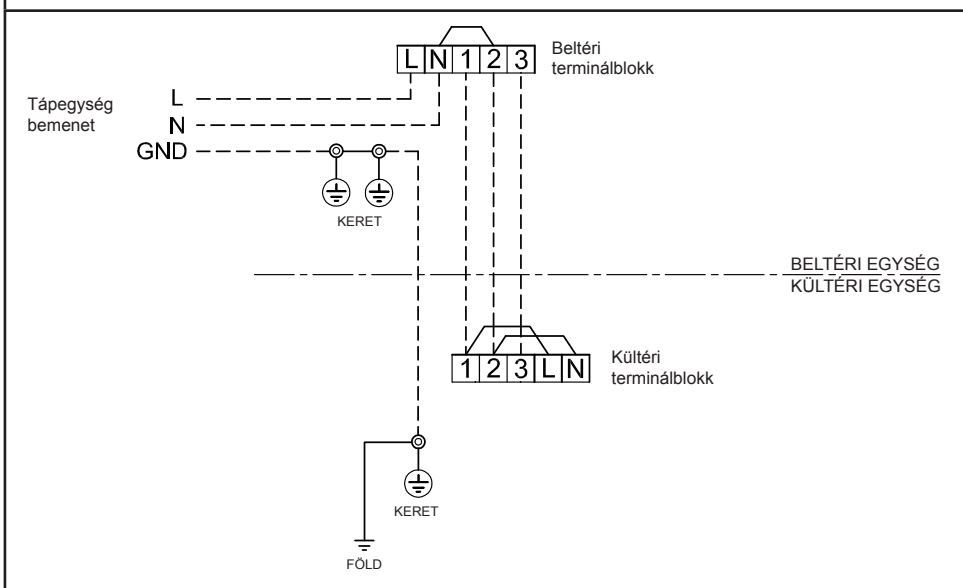 L N 1 2 3
Beltéri
terminálblokk
Tápegység
bemenet
L
N
GND
KERET
BELTÉRI EGYSÉG
KÜLTÉRI EGYSÉG
1 2 3 L N
Kültéri
terminálblokk
KERET
FÖLD